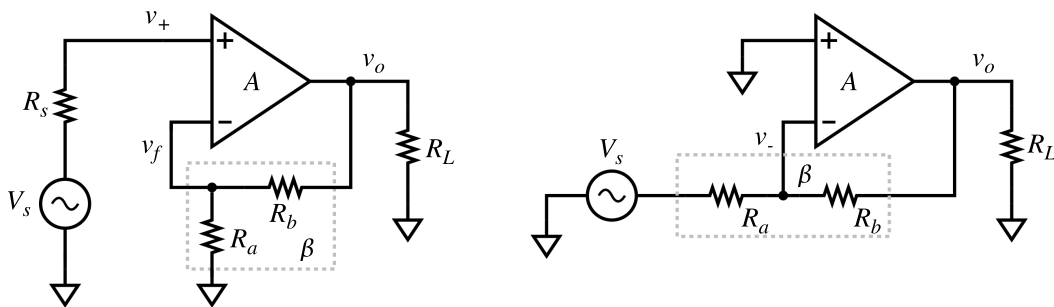 v+
vo
+
A
−
Rs
vf
RL
Vs
Rb
Ra
β
vo
+
A
−
v-
Vs
RL
β
Ra
Rb